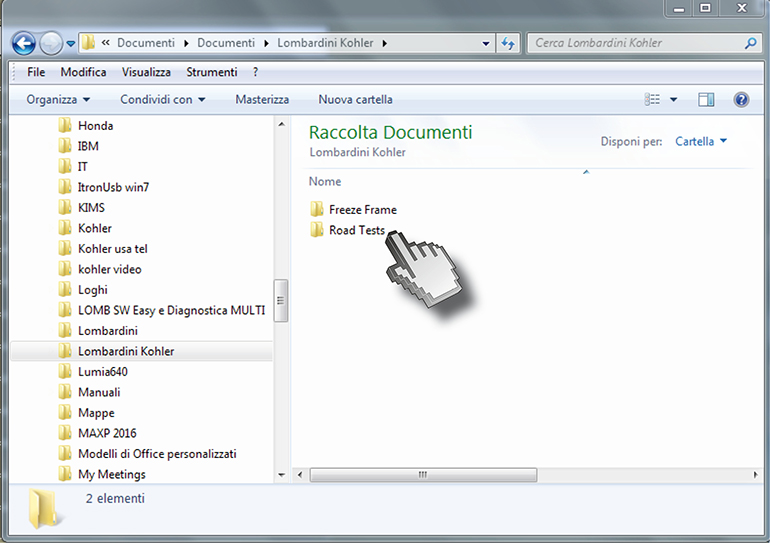 « Documenti ▸ Documenti ▸ Lombardini Kohler ▸
Cerca Lombardini Kohler
File Modifica Visualizza Strumenti ?
Organizza ▼ Condividi con ▼ Masterizza Nuova cartella
Honda
IBM
IT
ItronUsb win7
KIMS
Kohler
Kohler usa tel
kohler video
Loghi
LOMB SW Easy e Diagnostica MULTI
Lombardini
Lombardini Kohler
Lumia640
Manuali
Mappe
MAXP 2016
Modelli di Office personalizzati
My Meetings
Raccolta Documenti
Lombardini Kohler
Disponi per: Cartella ▼
Nome
Freeze Frame
Road Tests
2 elementi